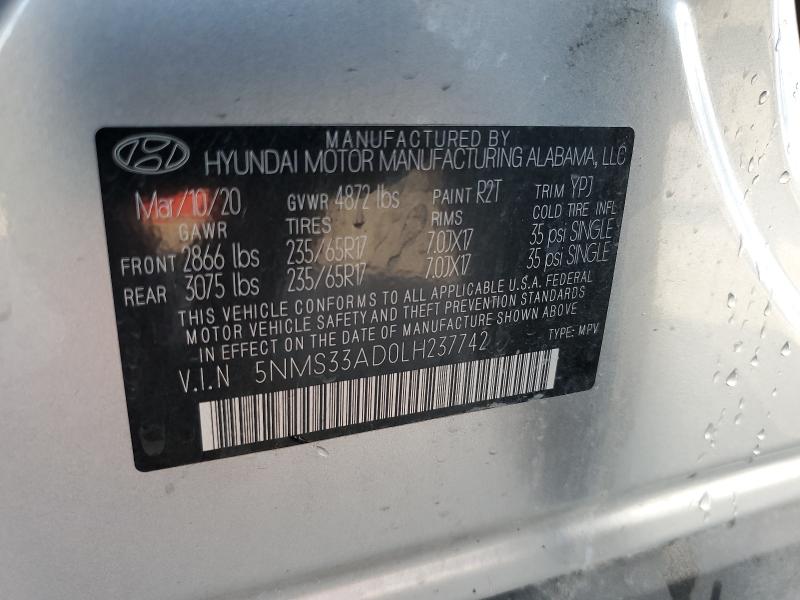 MANUFACTURED BY
HYUNDAI MOTOR MANUFACTURING ALABAMA, LLC
Mar/10/20 GVWR 4872 lbs PAINT R2T TRIM YPJ
GAWR TIRES RIMS COLD TIRE INFL
FRONT 2866 lbs 235/65R17 7.0JX17 35 psi SINGLE
REAR 3075 lbs 235/65R17 7.0JX17 35 psi SINGLE
THIS VEHICLE CONFORMS TO ALL APPLICABLE U.S.A. FEDERAL
MOTOR VEHICLE SAFETY AND THEFT PREVENTION STANDARDS
IN EFFECT ON THE DATE OF MANUFACTURE SHOWN ABOVE
V.I.N 5NMS33AD0LH237742 TYPE: MPV